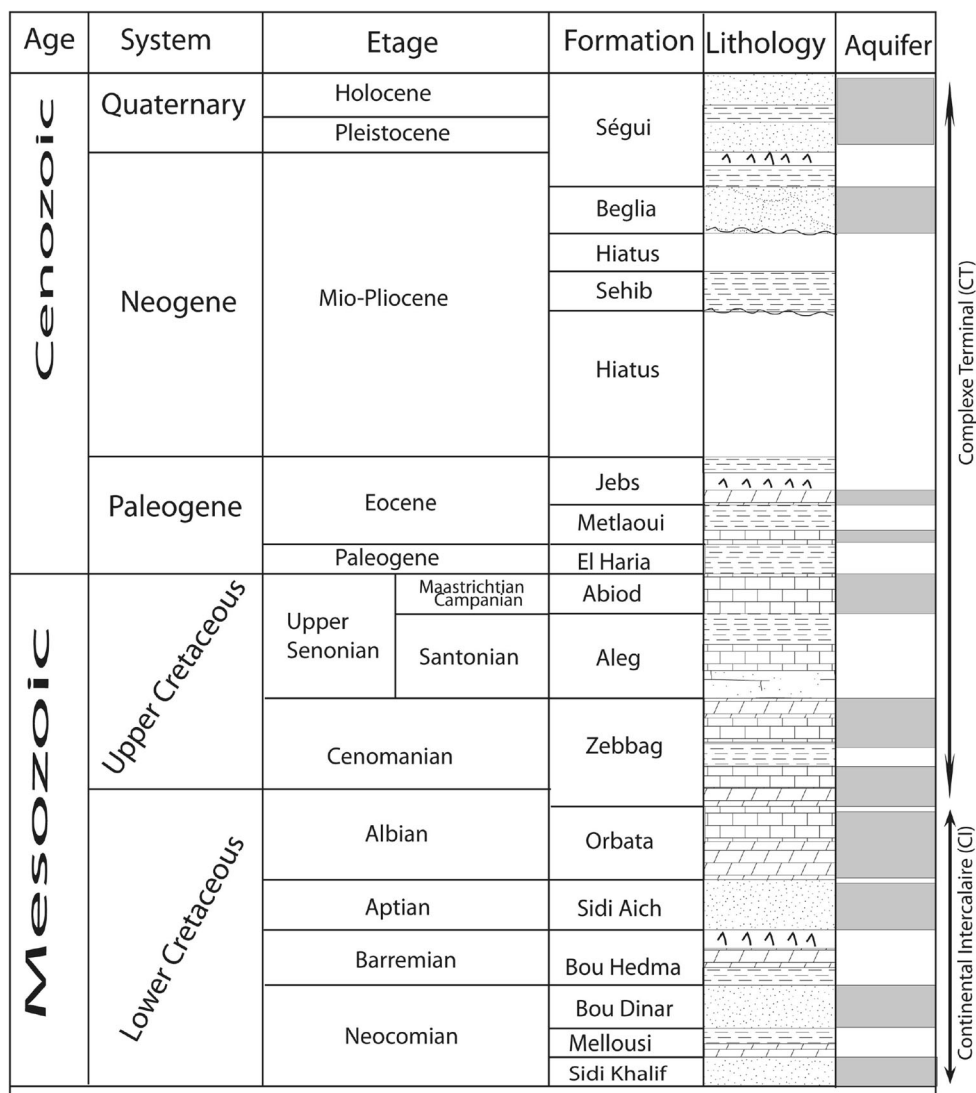 Age System Etage Formation Lithology Aquifer
Cenozoic
Quaternary
Holocene
Pleistocene
Ségui
Neogene
Mio-Pliocene
Beglia
Hiatus
Sehib
Hiatus
Paleogene
Eocene
Jebs
Metlaoui
Paleogene
El Haria
Mesozoic
Upper Cretaceous
Upper
Senonian
Maastrichtian
Campanian
Abiod
Santonian
Aleg
Cenomanian
Zebbag
Lower Cretaceous
Albian
Orbata
Aptian
Sidi Aich
Barremian
Bou Hedma
Neocomian
Bou Dinar
Mellousi
Sidi Khalif
Complexe Terminal (CT)
Continental Intercalaire (CI)